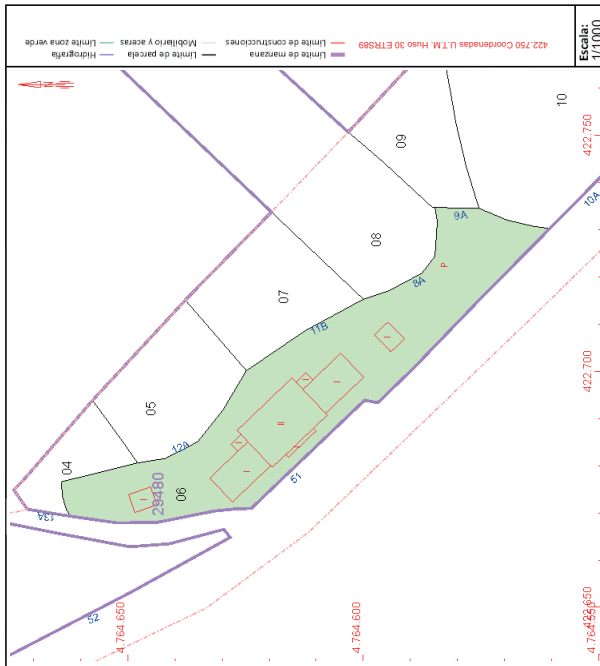 422.750 Coordenadas U.T.M. Huso 30 ETRS89
Límite de manzana
Límite de construcciones
Límite de parcela
Mobiliario y aceras
Hidrografía
Límite zona verde
Escala:
1/1000
04
05
06
07
08
09
10
29480
13A
12A
11B
8A
9A
10A
51
52
I
I
I
I
II
I
I
I
P
4.764.650
4.764.600
4.764.550
422.650
422.700
422.750